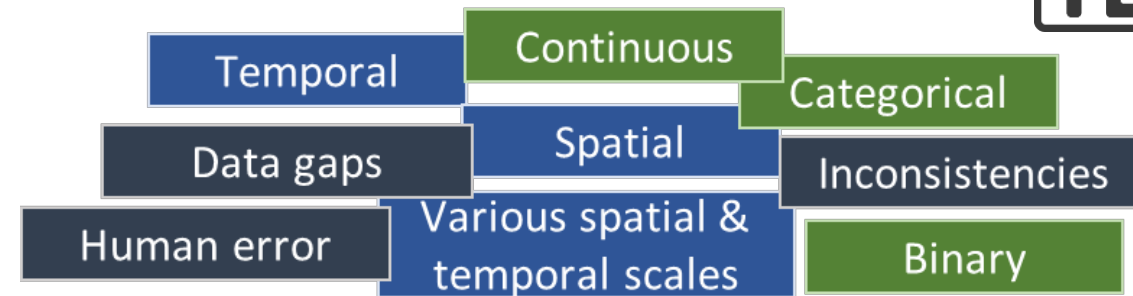 Temporal
Continuous
Categorical
Data gaps
Spatial
Inconsistencies
Human error
Various spatial &
temporal scales
Binary